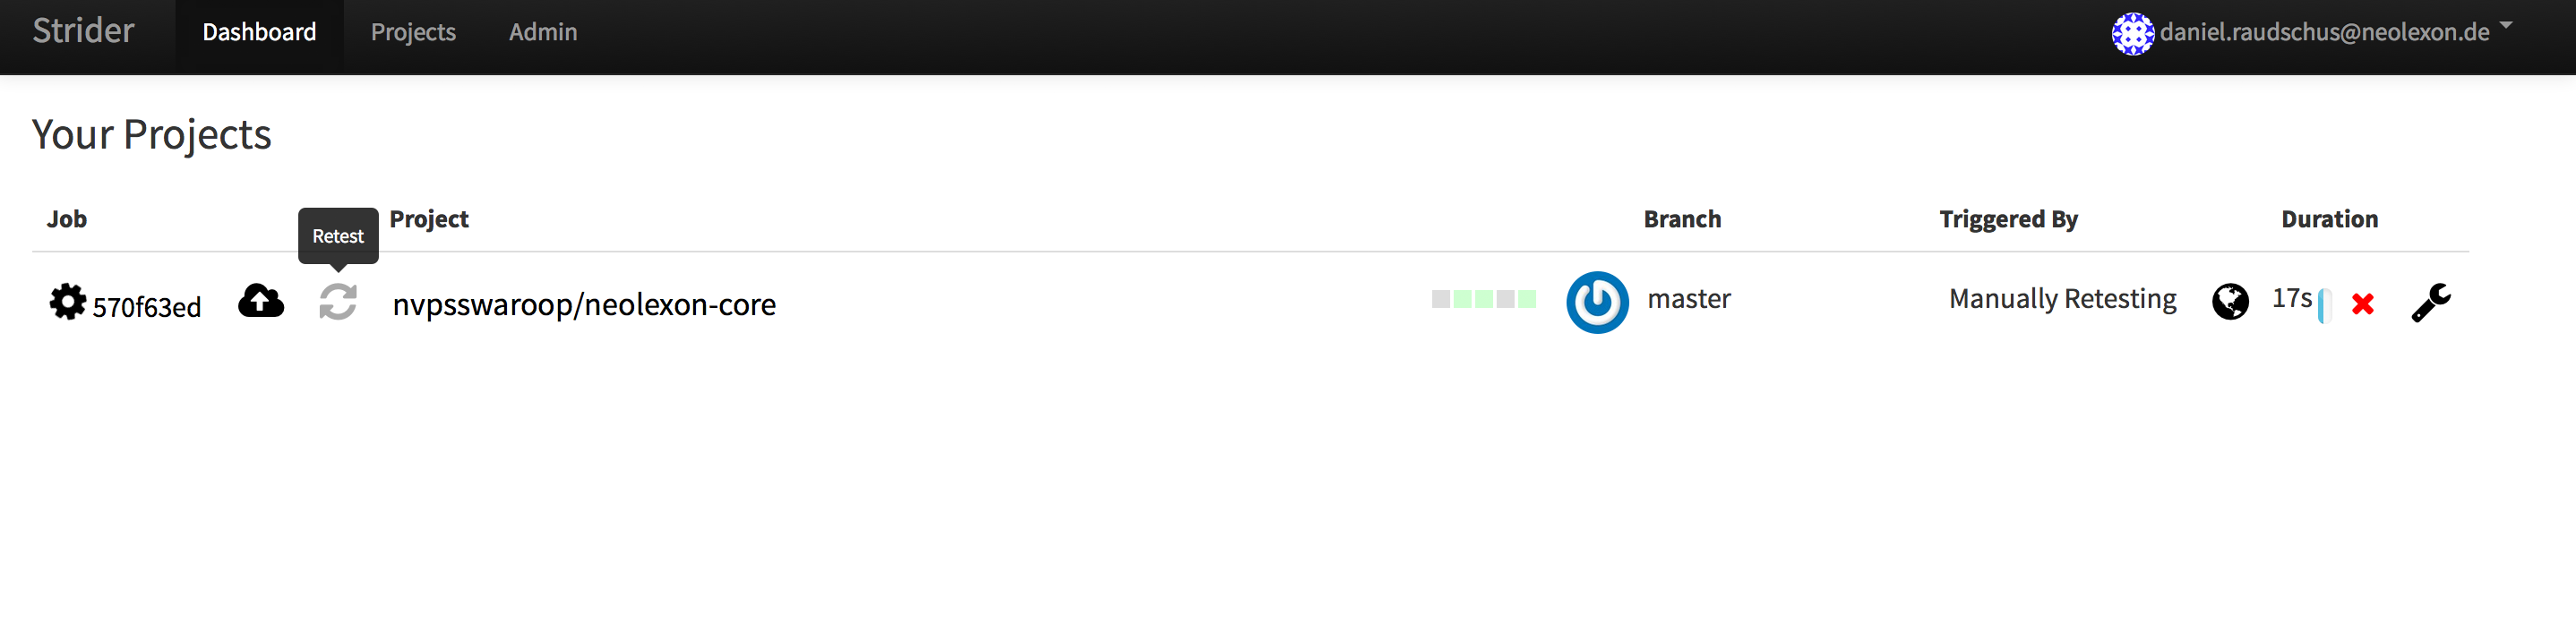 Strider Dashboard Projects Admin daniel.raudschus@neolexon.de
Your Projects
Job Project Branch Triggered By Duration
Retest
570f63ed nvpsswaroop/neolexon-core master Manually Retesting 17s